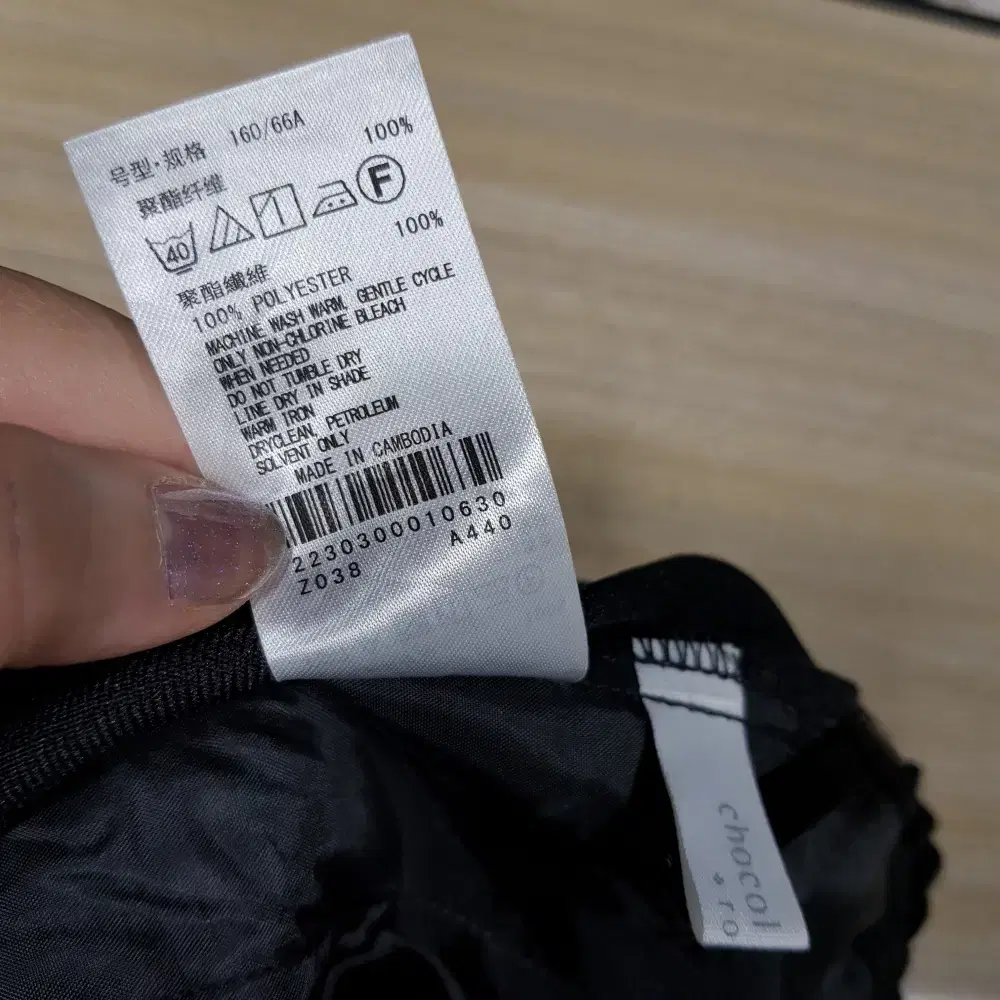 号型·规格 160/66A
聚酯纤维 100%
40 F
聚酯纖維 100%
100% POLYESTER
MACHINE WASH WARM, GENTLE CYCLE
ONLY NON-CHLORINE BLEACH
WHEN NEEDED
DO NOT TUMBLE DRY
LINE DRY IN SHADE
WARM IRON
DRYCLEAN, PETROLEUM
SOLVENT ONLY
MADE IN CAMBODIA
2230300010630
Z038 A440
chocol
ro